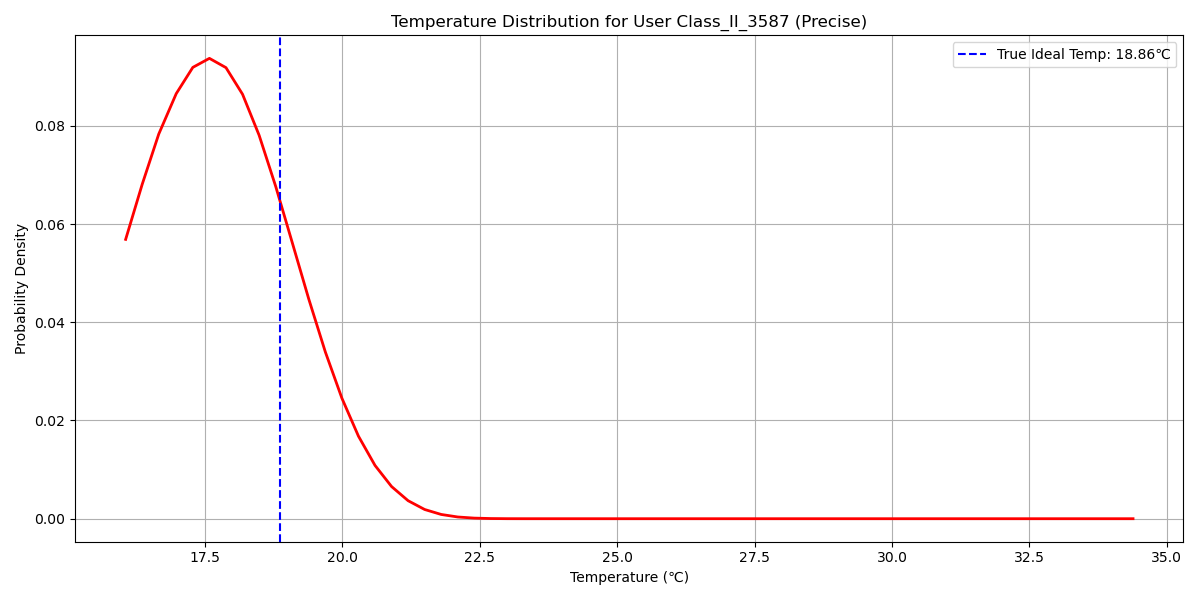 Temperature Distribution for User Class_II_3587 (Precise)
True Ideal Temp: 18.86℃
Probability Density
0.08
0.06
0.04
0.02
0.00
17.5 20.0 22.5 25.0 27.5 30.0 32.5 35.0
Temperature (℃)